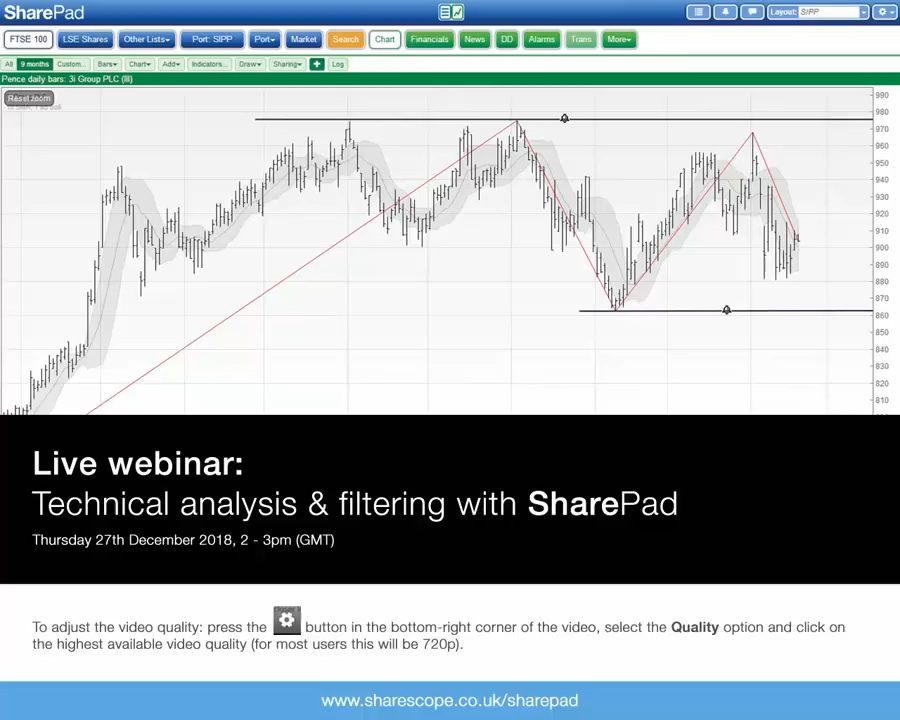 SharePad
Layout: SIPP
FTSE 100 LSE Shares Other Lists Port: SIPP Port Market Search Chart Financials News DD Alarms Trans More
All 9 months Custom... Bars Chart Add Indicators... Draw Sharing Log
Pence daily bars: 3i Group PLC (III)
Reset zoom
990
980
970
960
950
940
930
920
910
900
890
880
870
860
850
840
830
820
810
Live webinar:
Technical analysis & filtering with SharePad
Thursday 27th December 2018, 2 - 3pm (GMT)
To adjust the video quality: press the button in the bottom-right corner of the video, select the Quality option and click on
the highest available video quality (for most users this will be 720p).
www.sharescope.co.uk/sharepad